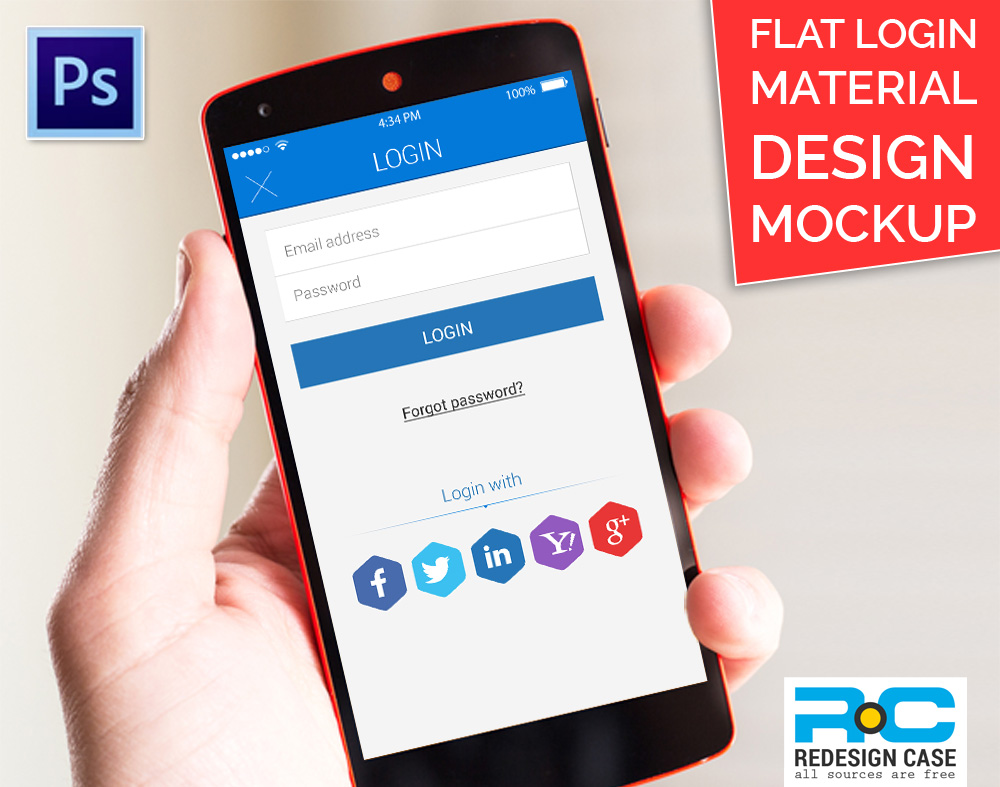 Ps
FLAT LOGIN
MATERIAL
DESIGN
MOCKUP
4:34 PM
100%
LOGIN
Email address
Password
LOGIN
Forgot password?
Login with
f
in
Y!
g+
RC
REDESIGN CASE
all sources are free